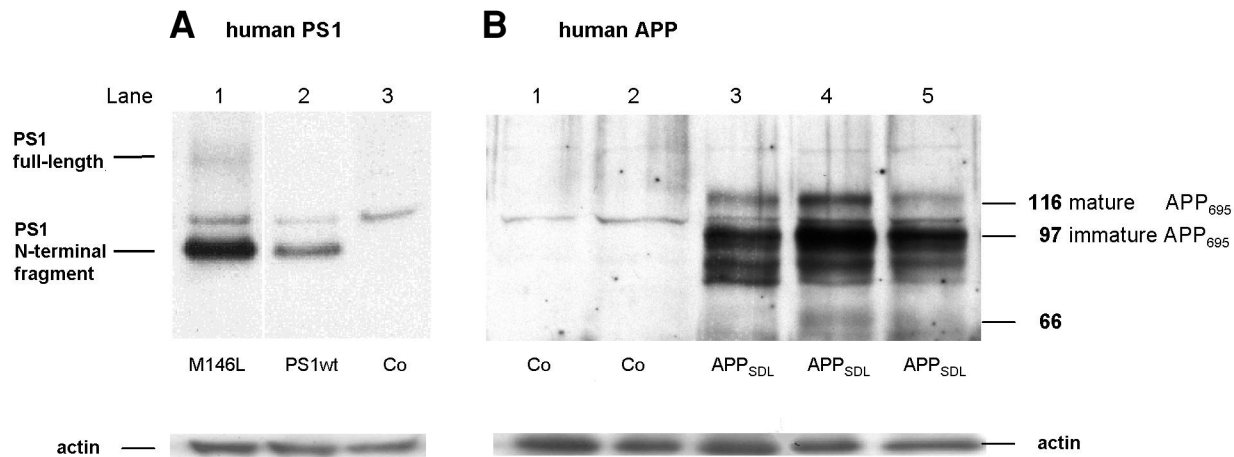 A human PS1
B human APP
Lane 1 2 3
1 2 3 4 5
PS1
full-length
PS1
N-terminal
fragment
116 mature APP695
97 immature APP695
66
M146L PS1wt Co
Co Co APPSDL APPSDL APPSDL
actin
actin